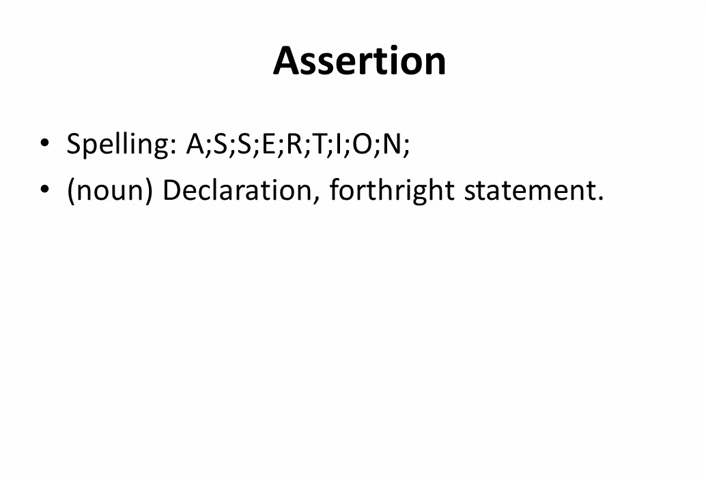 Assertion
• Spelling: A;S;S;E;R;T;I;O;N;
• (noun) Declaration, forthright statement.